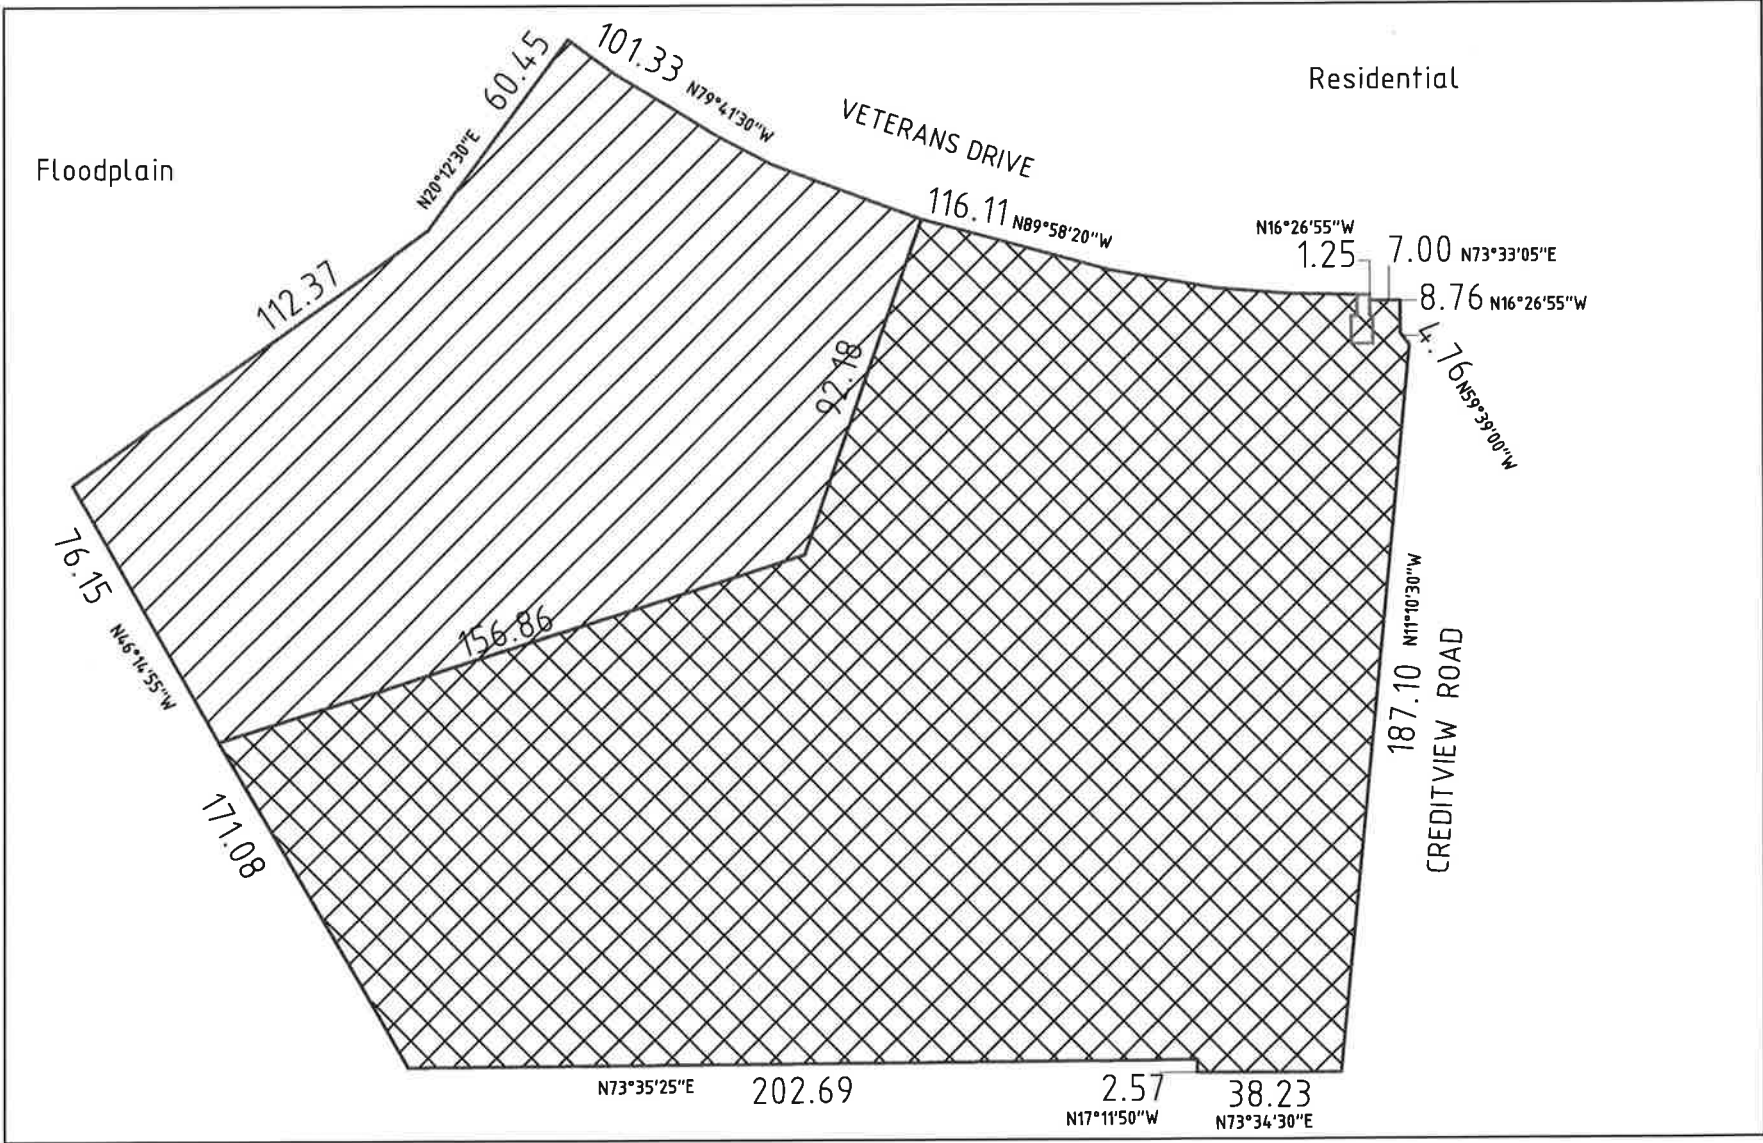 101.33
N79°41'30"W
60.45
N20°12'30"E
Residential
VETERANS DRIVE
Floodplain
116.11 N89°58'20"W
N16°26'55"W
1.25
7.00 N73°33'05"E
8.76 N16°26'55"W
4.76 N59°39'00"W
112.37
92.18
76.15
N46°14'55"W
156.86
187.10 N11°10'30"W
CREDITVIEW ROAD
171.08
N73°35'25"E 202.69
2.57
N17°11'50"W
38.23
N73°34'30"E